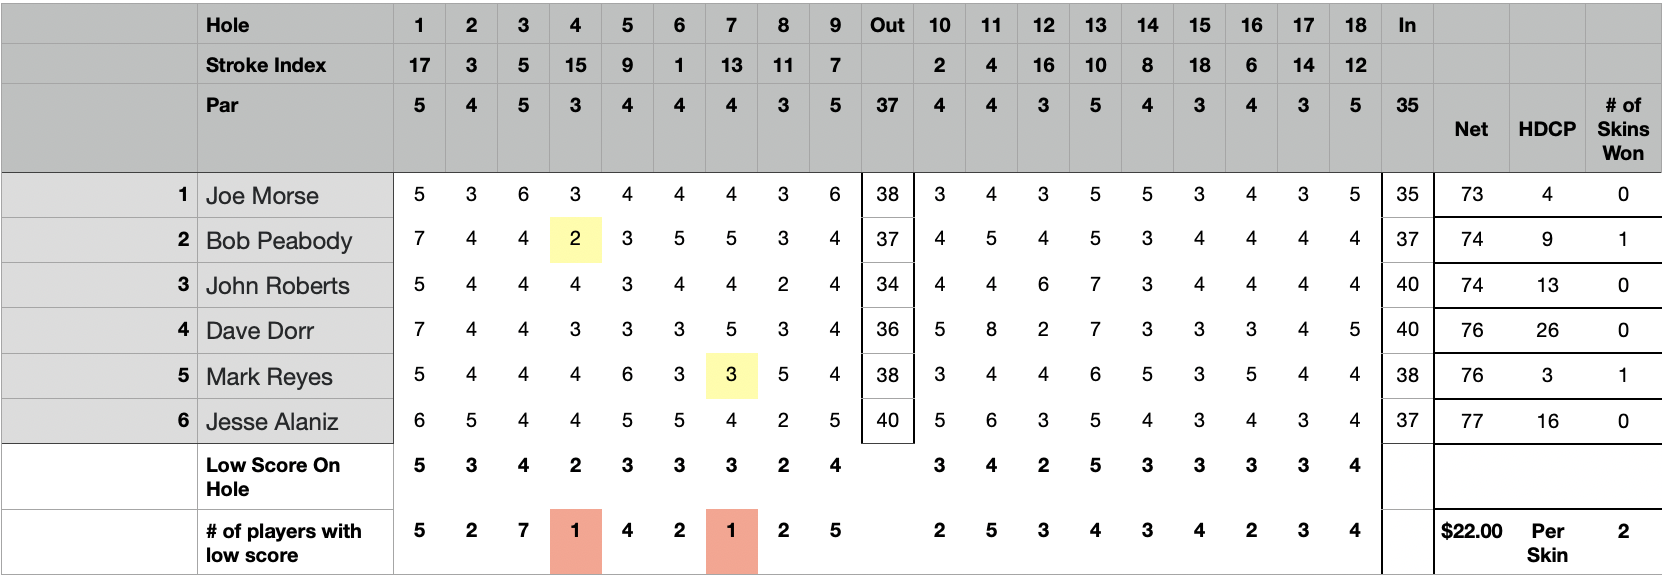 Hole 1 2 3 4 5 6 7 8 9 Out 10 11 12 13 14 15 16 17 18 In
Stroke Index 17 3 5 15 9 1 13 11 7 2 4 16 10 8 18 6 14 12
Par 5 4 5 3 4 4 4 3 5 37 4 4 3 5 4 3 4 3 5 35 Net HDCP # of
Skins
Won
1 Joe Morse 5 3 6 3 4 4 4 3 6 38 3 4 3 5 5 3 4 3 5 35 73 4 0
2 Bob Peabody 7 4 4 2 3 5 5 3 4 37 4 5 4 5 3 4 4 4 4 37 74 9 1
3 John Roberts 5 4 4 4 3 4 4 2 4 34 4 4 6 7 3 4 4 4 4 40 74 13 0
4 Dave Dorr 7 4 4 3 3 3 5 3 4 36 5 8 2 7 3 3 3 4 5 40 76 26 0
5 Mark Reyes 5 4 4 4 6 3 3 5 4 38 3 4 4 6 5 3 5 4 4 38 76 3 1
6 Jesse Alaniz 6 5 4 4 5 5 4 2 5 40 5 6 3 5 4 3 4 3 4 37 77 16 0
Low Score On
Hole 5 3 4 2 3 3 3 2 4 3 4 2 5 3 3 3 3 4
# of players with
low score 5 2 7 1 4 2 1 2 5 2 5 3 4 3 4 2 3 4 $22.00 Per
Skin 2